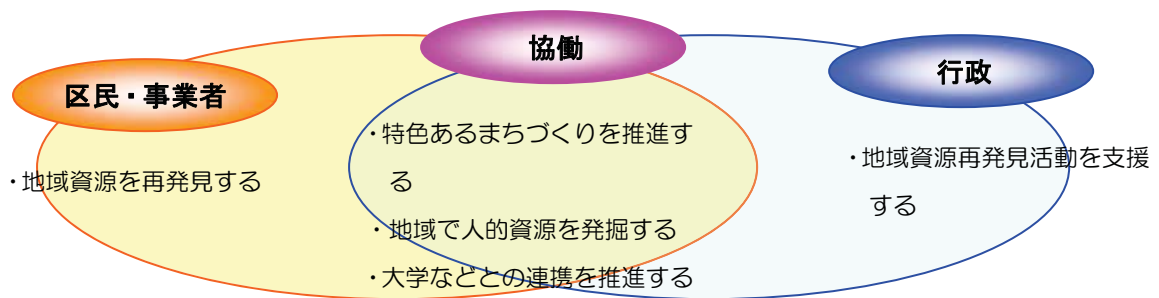 協働
区民・事業者
行政
・地域資源を再発見する
・特色あるまちづくりを推進す
る
・地域で人的資源を発掘する
・大学などとの連携を推進する
・地域資源再発見活動を支援
する